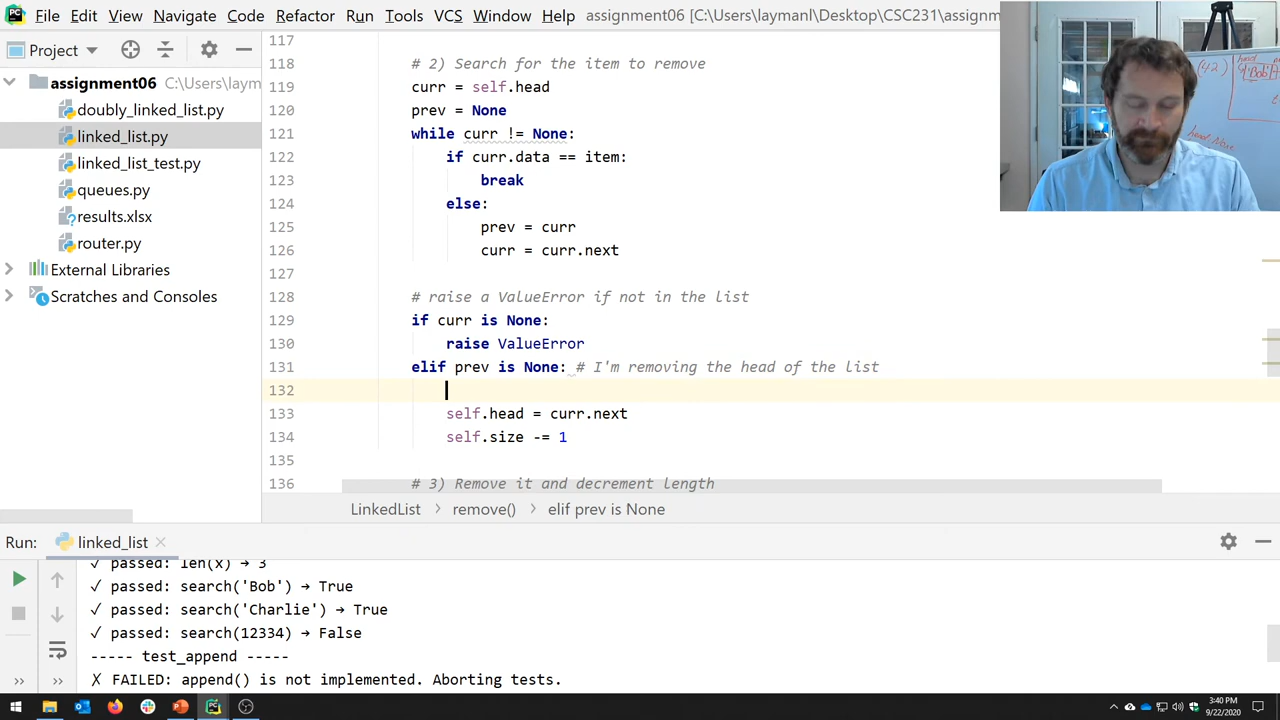 File Edit View Navigate Code Refactor Run Tools VCS Window Help assignment06 [C:\Users\laymanl\Desktop\CSC231\assignm
Project
assignment06 C:\Users\laym
doubly_linked_list.py
linked_list.py
linked_list_test.py
queues.py
results.xlsx
router.py
External Libraries
Scratches and Consoles
117
118 # 2) Search for the item to remove
119 curr = self.head
120 prev = None
121 while curr != None:
122 if curr.data == item:
123 break
124 else:
125 prev = curr
126 curr = curr.next
127
128 # raise a ValueError if not in the list
129 if curr is None:
130 raise ValueError
131 elif prev is None: # I'm removing the head of the list
132
133 self.head = curr.next
134 self.size -= 1
135
136 # 3) Remove it and decrement length
LinkedList > remove() > elif prev is None
Run: linked_list
✓ passed: len(x) → 3
✓ passed: search('Bob') → True
✓ passed: search('Charlie') → True
✓ passed: search(12334) → False
----- test_append -----
✗ FAILED: append() is not implemented. Aborting tests.
3:40 PM
9/22/2020
head
'Bob'